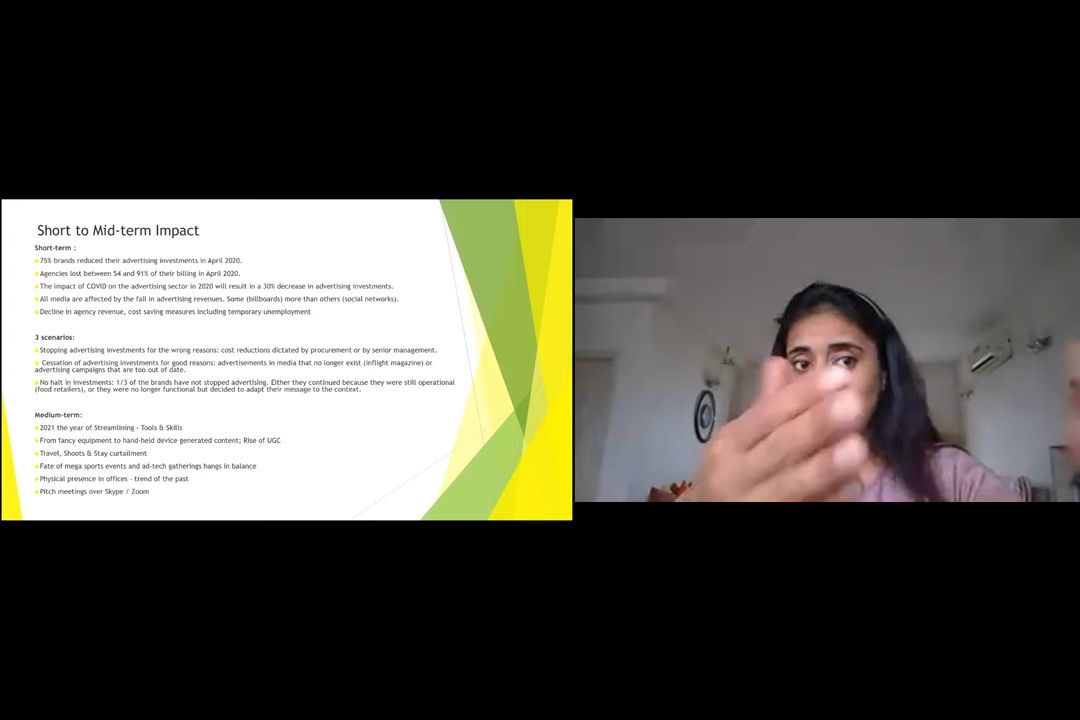 Short to Mid-term Impact
Short-term :
75% brands reduced their advertising investments in April 2020.
Agencies lost between 54 and 91% of their billing in April 2020.
The impact of COVID on the advertising sector in 2020 will result in a 30% decrease in advertising investments.
All media are affected by the fall in advertising revenues. Some (billboards) more than others (social networks).
Decline in agency revenue, cost saving measures including temporary unemployment
3 scenarios:
Stopping advertising investments for the wrong reasons: cost reductions dictated by procurement or by senior management.
Cessation of advertising investments for good reasons: advertisements in media that no longer exist (inflight magazine) or
advertising campaigns that are too out of date.
No halt in investments: 1/3 of the brands have not stopped advertising. Either they continued because they were still operational
(food retailers), or they were no longer functional but decided to adapt their message to the context.
Medium-term:
2021 the year of Streamlining - Tools & Skills
From fancy equipment to hand-held device generated content; Rise of UGC
Travel, Shoots & Stay curtailment
Fate of mega sports events and ad-tech gatherings hangs in balance
Physical presence in offices - trend of the past
Pitch meetings over Skype / Zoom